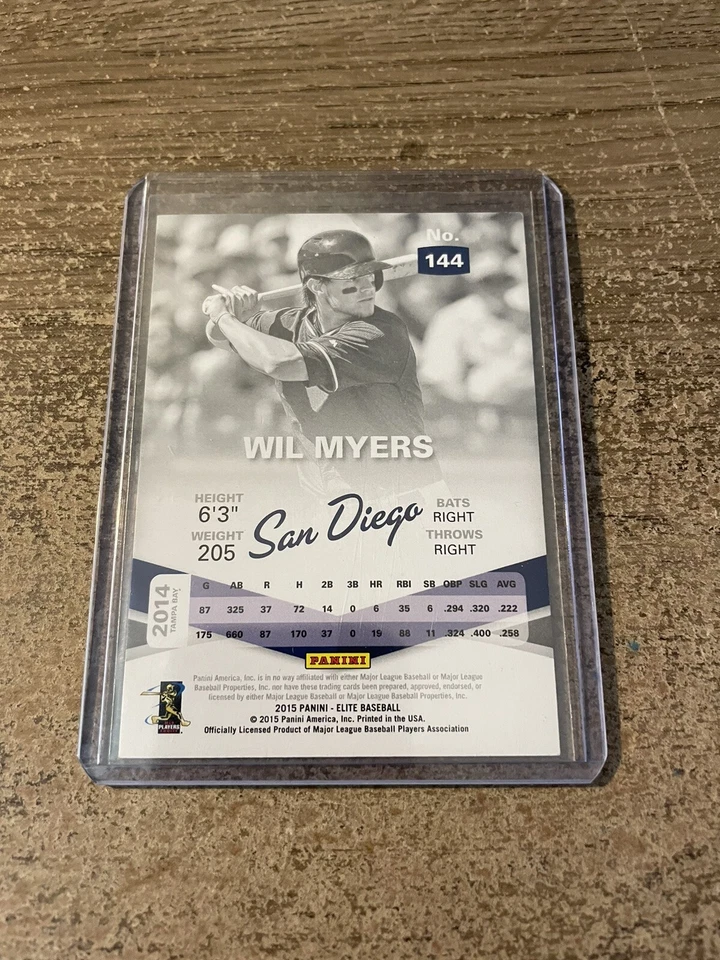 No.
144
WIL MYERS
HEIGHT
6'3"
WEIGHT
205
San Diego
BATS
RIGHT
THROWS
RIGHT
2014
TAMPA BAY
G AB R H 2B 3B HR RBI SB OBP SLG AVG
87 325 37 72 14 0 6 35 6 .294 .320 .222
175 660 87 170 37 0 19 88 11 .324 .400 .258
PANINI
Panini America, Inc. is in no way affiliated with either Major League Baseball or Major League
Baseball Properties, Inc. nor have these trading cards been prepared, approved, endorsed, or
licensed by either Major League Baseball or Major League Baseball Properties, Inc.
2015 PANINI - ELITE BASEBALL
© 2015 Panini America, Inc. Printed in the USA.
Officially Licensed Product of Major League Baseball Players Association
PLAYERS